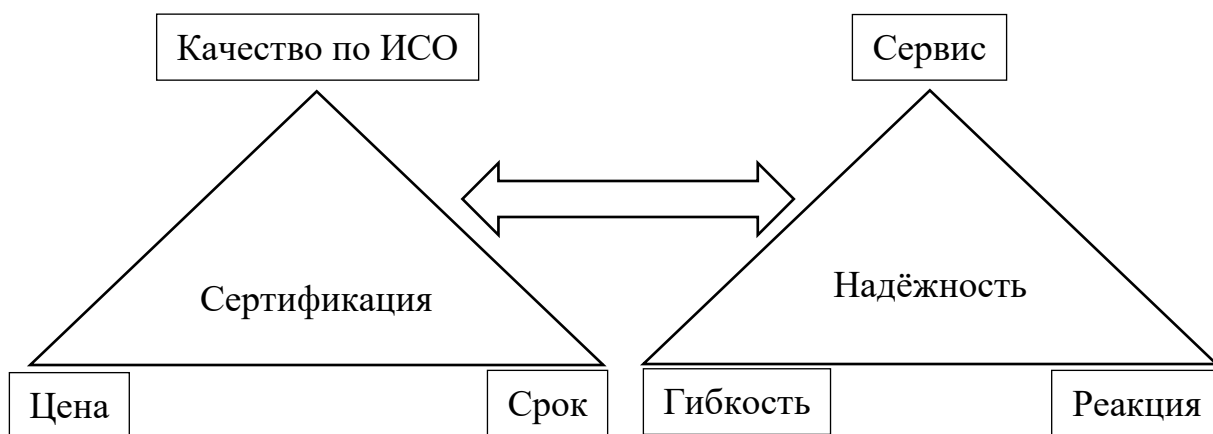 Качество по ИСО
Сервис
Сертификация
Надёжность
Цена
Срок
Гибкость
Реакция